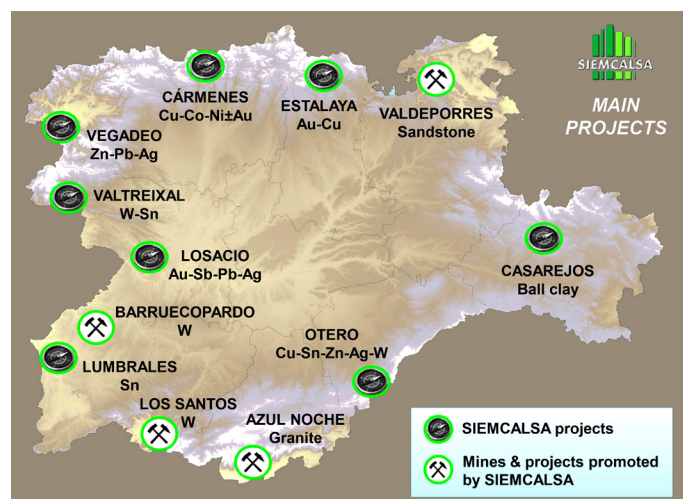 SIEMCALSA
MAIN
PROJECTS
CÁRMENES
Cu-Co-Ni±Au
ESTALAYA
Au-Cu
VALDEPORRES
Sandstone
VEGADEO
Zn-Pb-Ag
VALTREIXAL
W-Sn
LOSACIO
Au-Sb-Pb-Ag
CASAREJOS
Ball clay
BARRUECOPARDO
W
OTERO
Cu-Sn-Zn-Ag-W
LUMBRALES
Sn
LOS SANTOS
W
AZUL NOCHE
Granite
SIEMCALSA projects
Mines & projects promoted
by SIEMCALSA